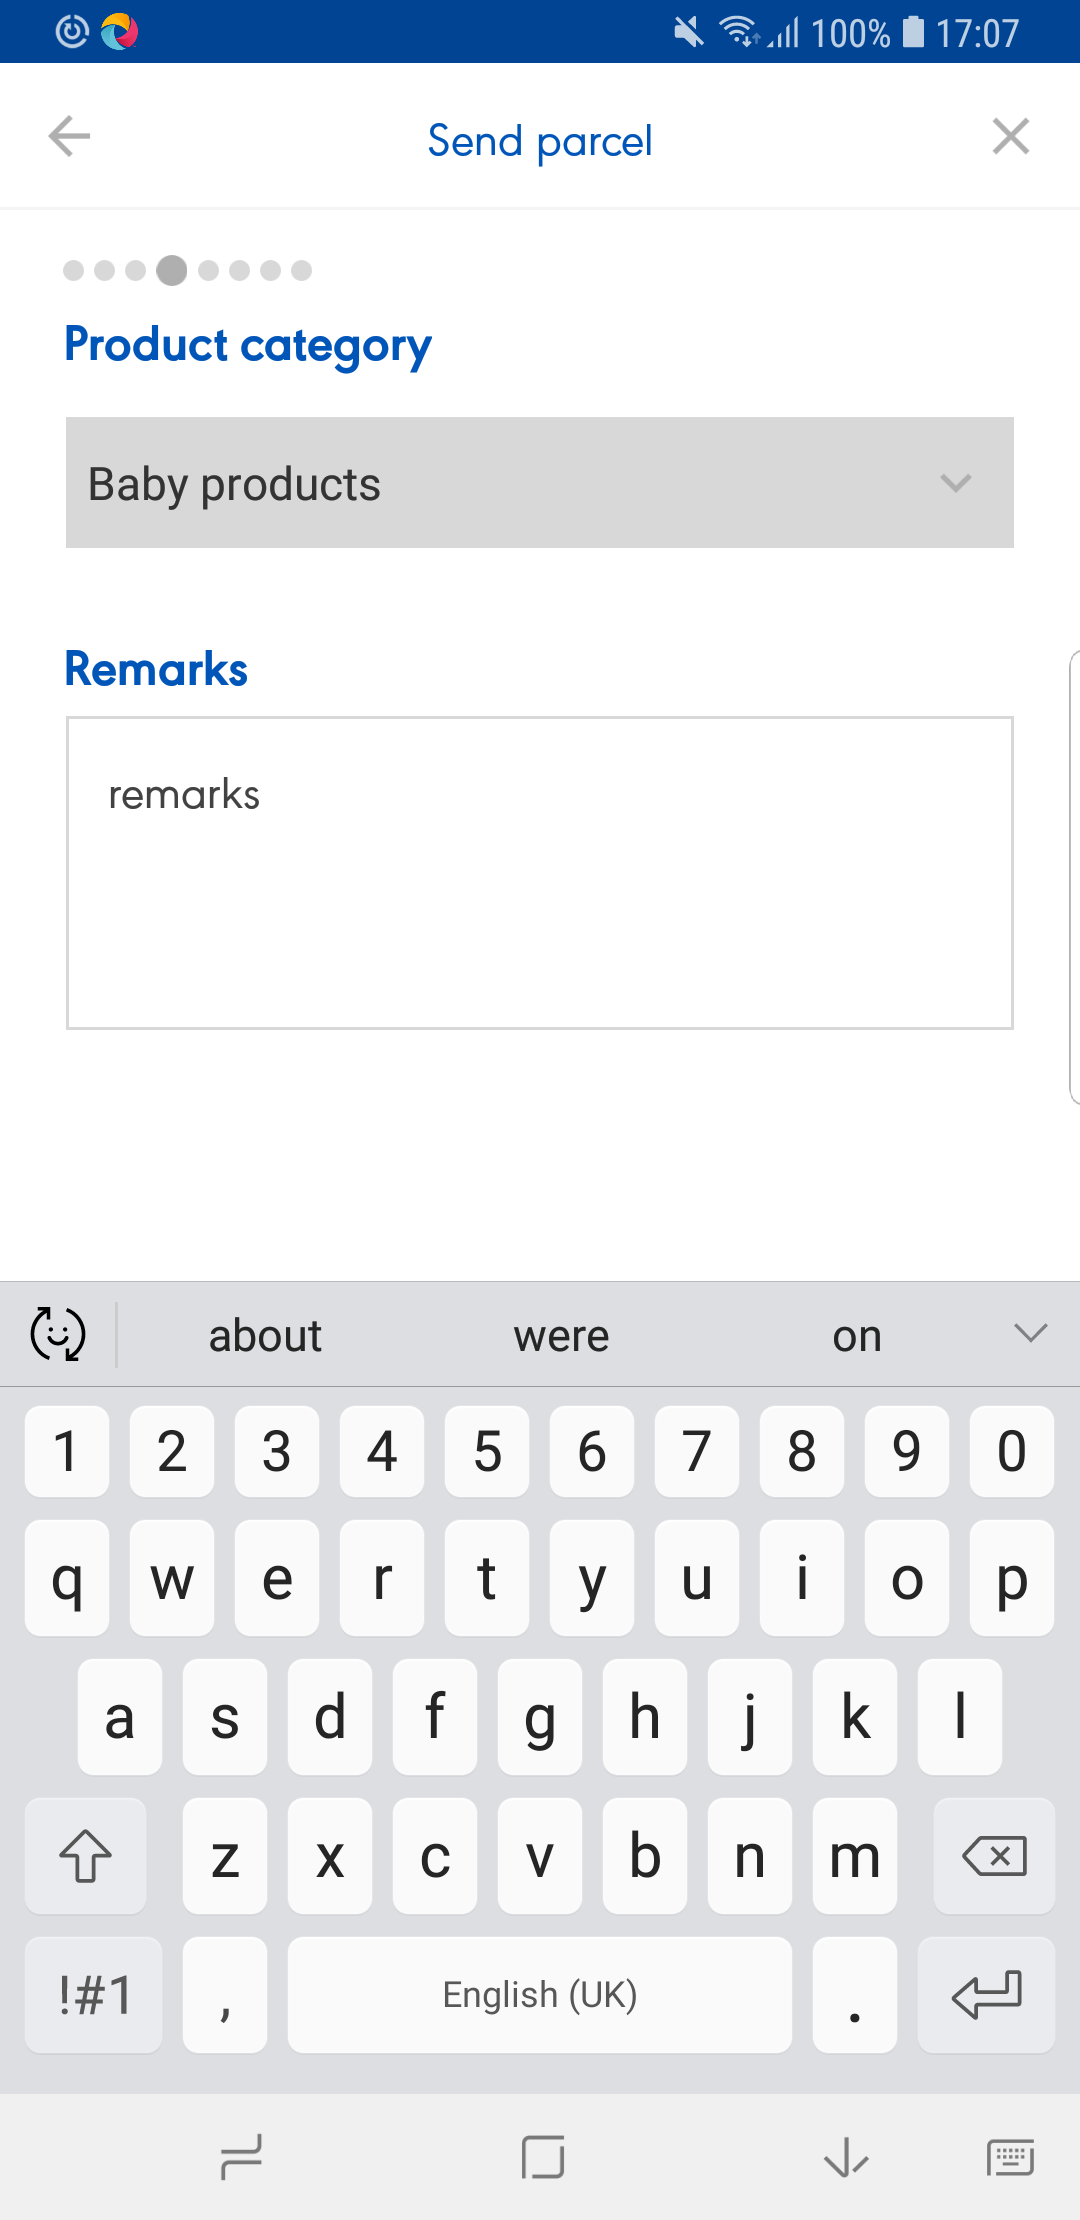 100% 17:07
Send parcel
Product category
Baby products
Remarks
remarks
about were on
1 2 3 4 5 6 7 8 9 0
q w e r t y u i o p
a s d f g h j k l
z x c v b n m
!#1 , English (UK) .